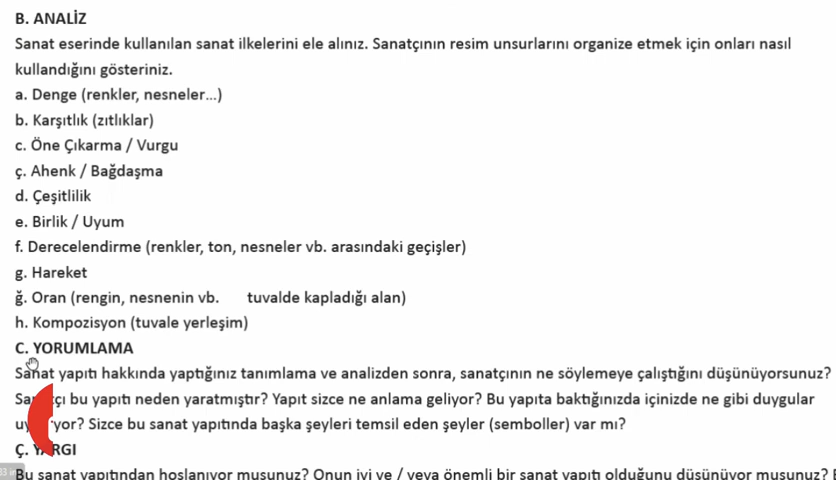 B. ANALİZ
Sanat eserinde kullanılan sanat ilkelerini ele alınız. Sanatçının resim unsurlarını organize etmek için onları nasıl
kullandığını gösteriniz.
a. Denge (renkler, nesneler...)
b. Karşıtlık (zıtlıklar)
c. Öne Çıkarma / Vurgu
ç. Ahenk / Bağdaşma
d. Çeşitlilik
e. Birlik / Uyum
f. Derecelendirme (renkler, ton, nesneler vb. arasındaki geçişler)
g. Hareket
ğ. Oran (rengin, nesnenin vb. tuvalde kapladığı alan)
h. Kompozisyon (tuvale yerleşim)
C. YORUMLAMA
Sanat yapıtı hakkında yaptığınız tanımlama ve analizden sonra, sanatçının ne söylemeye çalıştığını düşünüyorsunuz?
bu yapıtı neden yaratmıştır? Yapıt sizce ne anlama geliyor? Bu yapıta baktığınızda içinizde ne gibi duygular
Sizce bu sanat yapıtında başka şeyleri temsil eden şeyler (semboller) var mı?
Ç. YARGI
Bu sanat yapıtından hoşlanıyor musunuz? Onun iyi ve / veya önemli bir sanat yapıtı olduğunu düşünüyor musunuz?